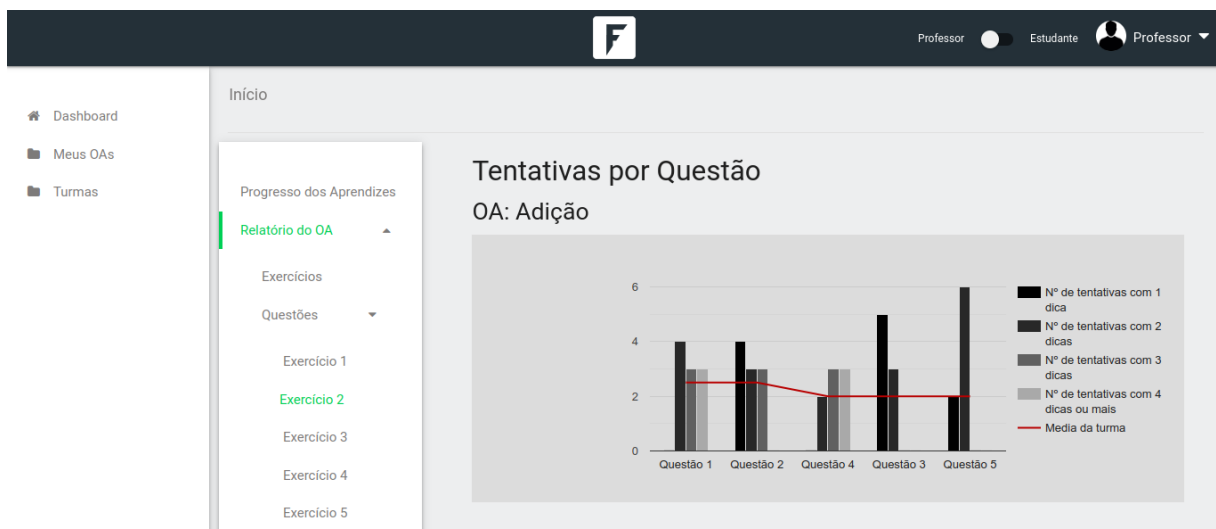 Professor
Estudante
Professor
Dashboard
Meus OAs
Turmas
Início
Progresso dos Aprendizes
Relatório do OA
Exercícios
Questões
Exercício 1
Exercício 2
Exercício 3
Exercício 4
Exercício 5
Tentativas por Questão
OA: Adição
6
4
2
0
Questão 1
Questão 2
Questão 4
Questão 3
Questão 5
Nº de tentativas com 1
dica
Nº de tentativas com 2
dicas
Nº de tentativas com 3
dicas
Nº de tentativas com 4
dicas ou mais
Media da turma